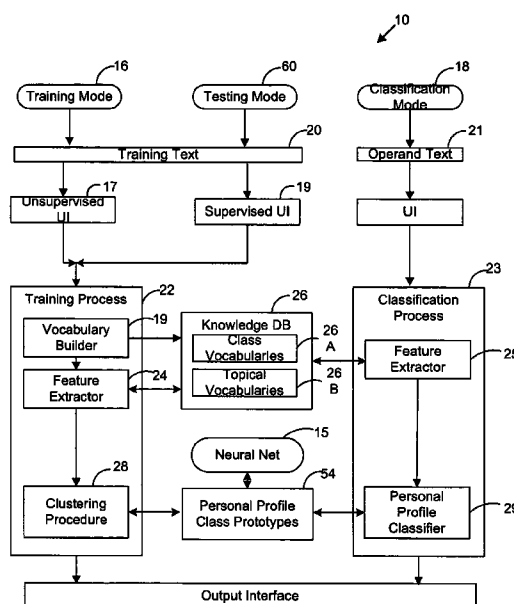 10
16
60
18
Training Mode
Testing Mode
Classification
Mode
20
21
Training Text
Operand Text
17
19
Unsupervised
UI
Supervised UI
UI
22
26
23
Training Process
Knowledge DB
Classification
Process
19
Vocabulary
Builder
Class
Vocabularies
26
A
24
Feature
Extractor
Topical
Vocabularies
26
B
Feature
Extractor
25
15
Neural Net
54
28
Clustering
Procedure
Personal Profile
Class Prototypes
Personal
Profile
Classifier
29
Output Interface